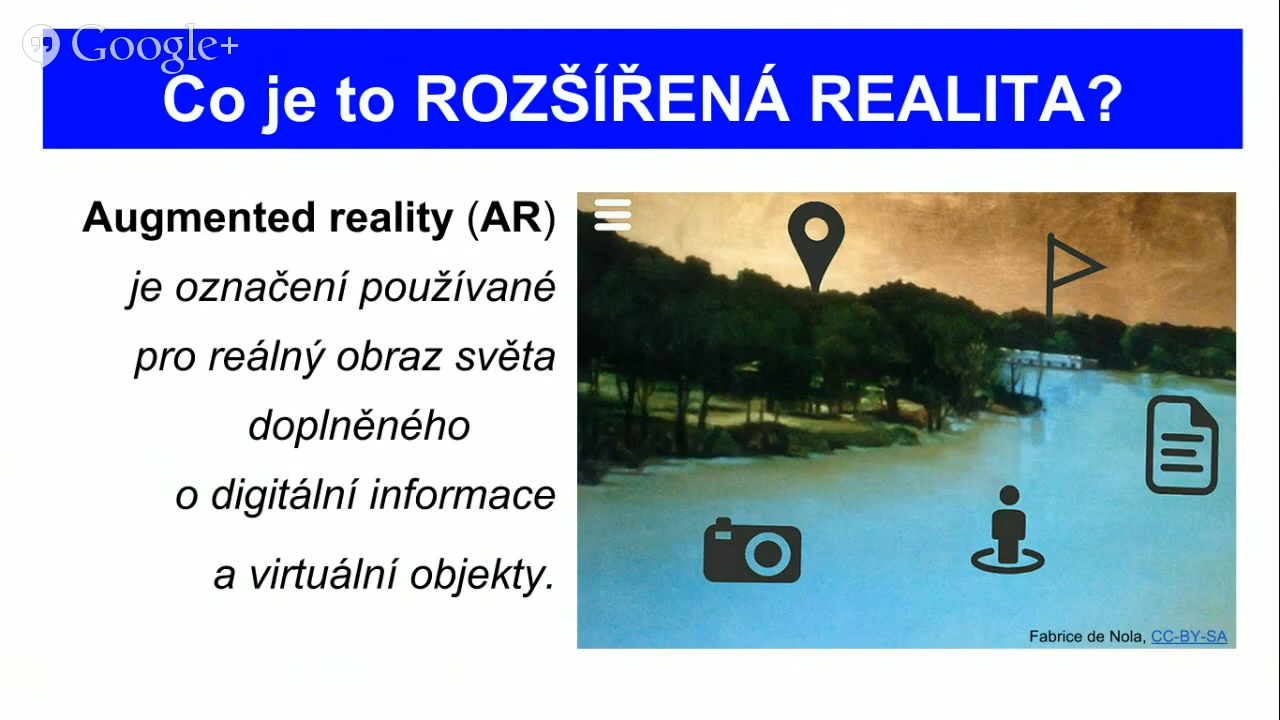 Google+
Co je to ROZŠÍŘENÁ REALITA?
Augmented reality (AR)
je označení používané
pro reálný obraz světa
doplněného
o digitální informace
a virtuální objekty.
Fabrice de Nola, CC-BY-SA